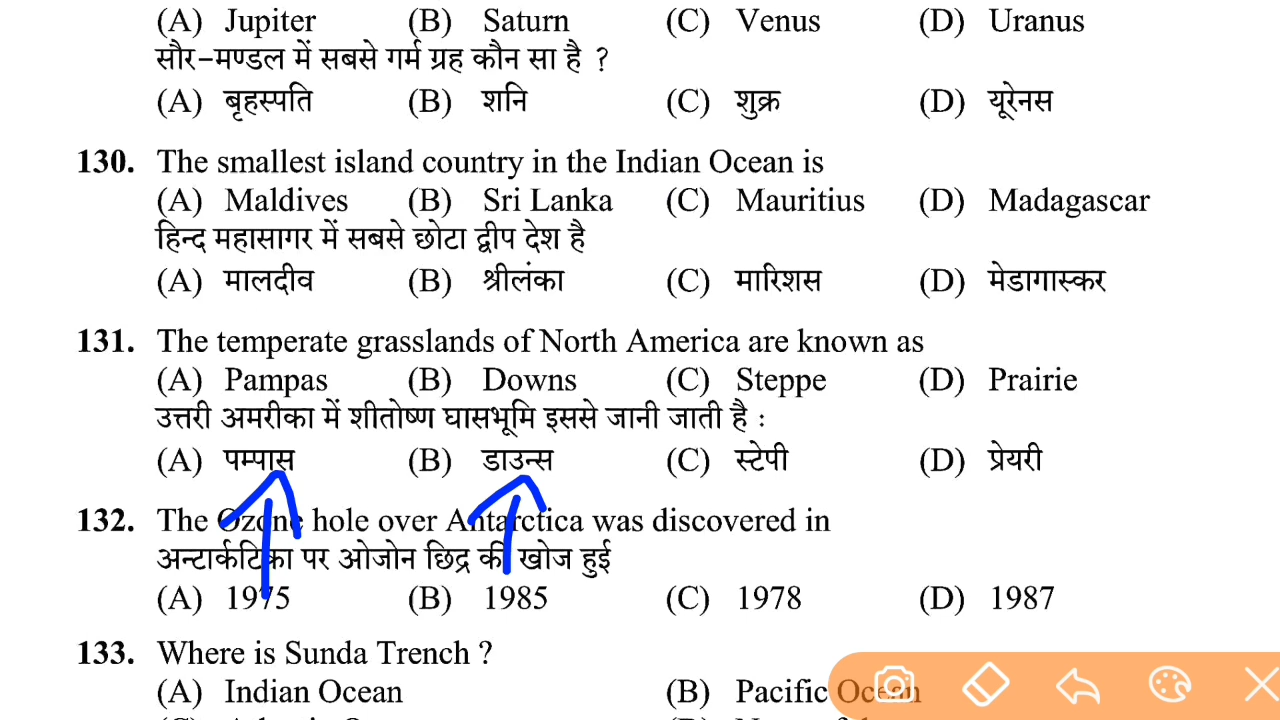 (A) Jupiter (B) Saturn (C) Venus (D) Uranus
सौर-मण्डल में सबसे गर्म ग्रह कौन सा है ?
(A) बृहस्पति (B) शनि (C) शुक्र (D) यूरेनस
130. The smallest island country in the Indian Ocean is
(A) Maldives (B) Sri Lanka (C) Mauritius (D) Madagascar
हिन्द महासागर में सबसे छोटा द्वीप देश है
(A) मालदीव (B) श्रीलंका (C) मारिशस (D) मेडागास्कर
131. The temperate grasslands of North America are known as
(A) Pampas (B) Downs (C) Steppe (D) Prairie
उत्तरी अमरीका में शीतोष्ण घासभूमि इससे जानी जाती है :
(A) पम्पास (B) डाउन्स (C) स्टेपी (D) प्रेयरी
132. The Ozone hole over Antarctica was discovered in
अन्टार्कटिका पर ओजोन छिद्र की खोज हुई
(A) 1975 (B) 1985 (C) 1978 (D) 1987
133. Where is Sunda Trench ?
(A) Indian Ocean (B) Pacific Ocean